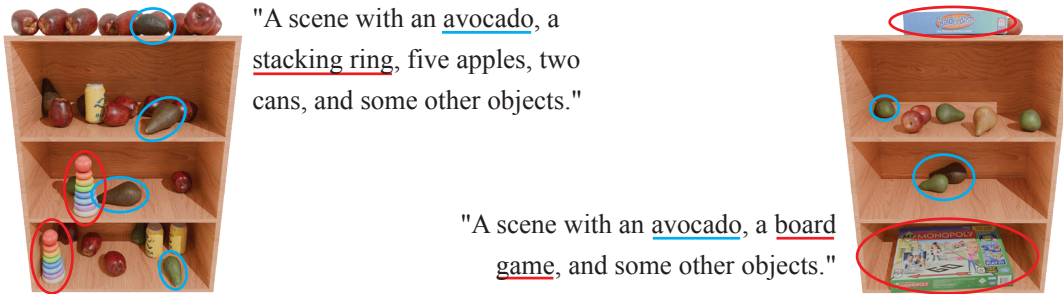 "A scene with an avocado, a
stacking ring, five apples, two
cans, and some other objects."
"A scene with an avocado, a board
game, and some other objects."
MONOPOLY